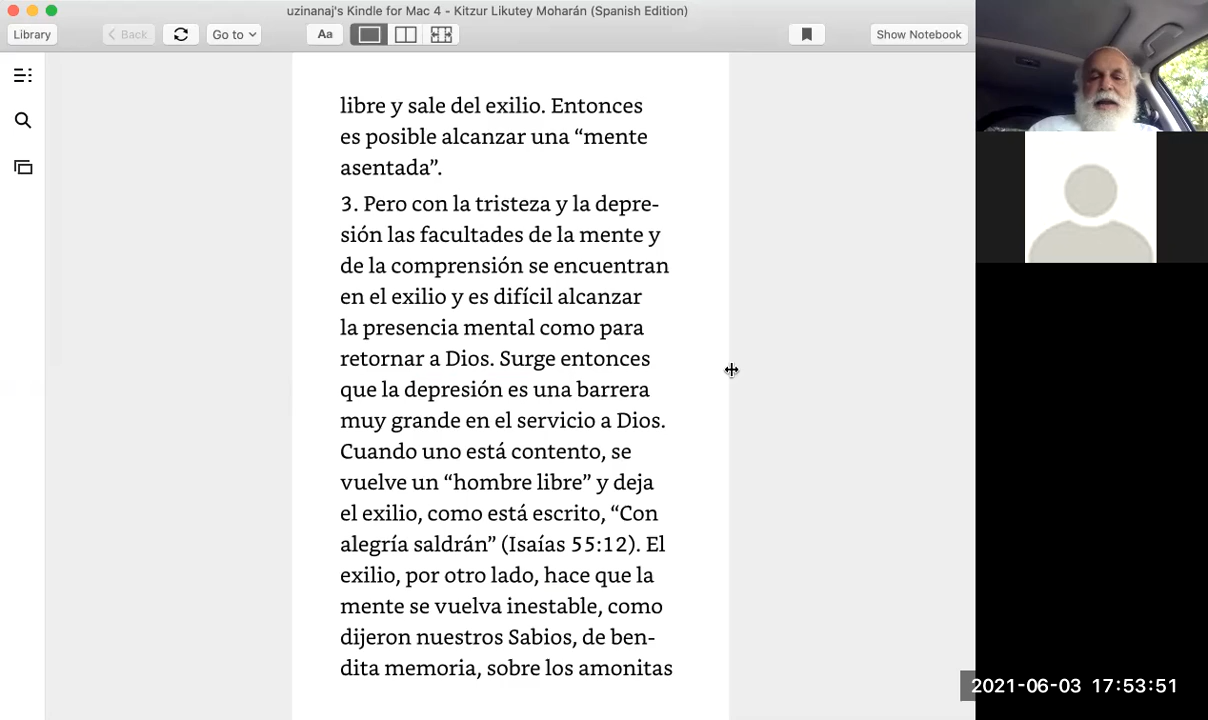 uzinanaj's Kindle for Mac 4 - Kitzur Likutey Moharán (Spanish Edition)
Library
Back
Go to
Aa
Show Notebook
libre y sale del exilio. Entonces
es posible alcanzar una “mente
asentada”.
3. Pero con la tristeza y la depre-
sión las facultades de la mente y
de la comprensión se encuentran
en el exilio y es difícil alcanzar
la presencia mental como para
retornar a Dios. Surge entonces
que la depresión es una barrera
muy grande en el servicio a Dios.
Cuando uno está contento, se
vuelve un “hombre libre” y deja
el exilio, como está escrito, “Con
alegría saldrán” (Isaías 55:12). El
exilio, por otro lado, hace que la
mente se vuelva inestable, como
dijeron nuestros Sabios, de ben-
dita memoria, sobre los amonitas
2021-06-03 17:53:51